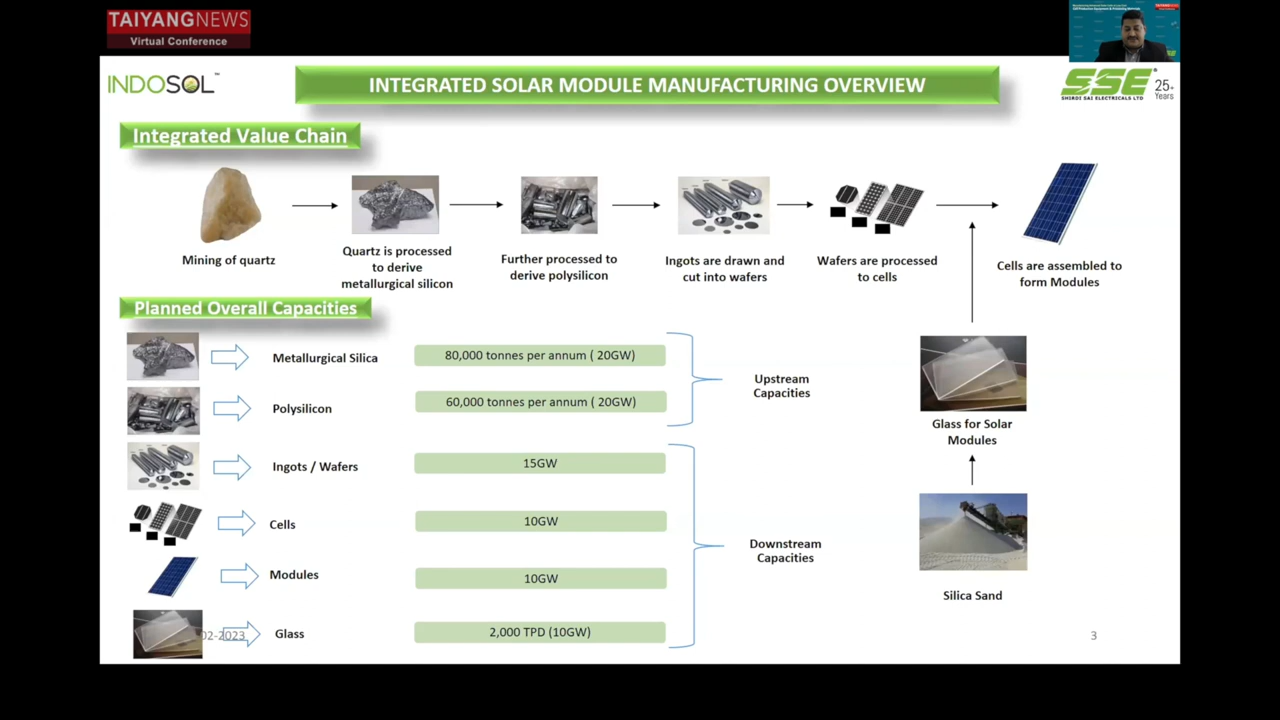 TAIYANGNEWS
Virtual Conference
INDOSOL™
INTEGRATED SOLAR MODULE MANUFACTURING OVERVIEW
SSE
SHIRDI SAI ELECTRICALS LTD
25+
Years
Integrated Value Chain
Mining of quartz
Quartz is processed
to derive
metallurgical silicon
Further processed to
derive polysilicon
Ingots are drawn and
cut into wafers
Wafers are processed
to cells
Cells are assembled to
form Modules
Planned Overall Capacities
Metallurgical Silica
80,000 tonnes per annum ( 20GW)
Polysilicon
60,000 tonnes per annum ( 20GW)
Upstream
Capacities
Ingots / Wafers
15GW
Cells
10GW
Modules
10GW
Glass
2,000 TPD (10GW)
Downstream
Capacities
Glass for Solar
Modules
Silica Sand
02-2023
3